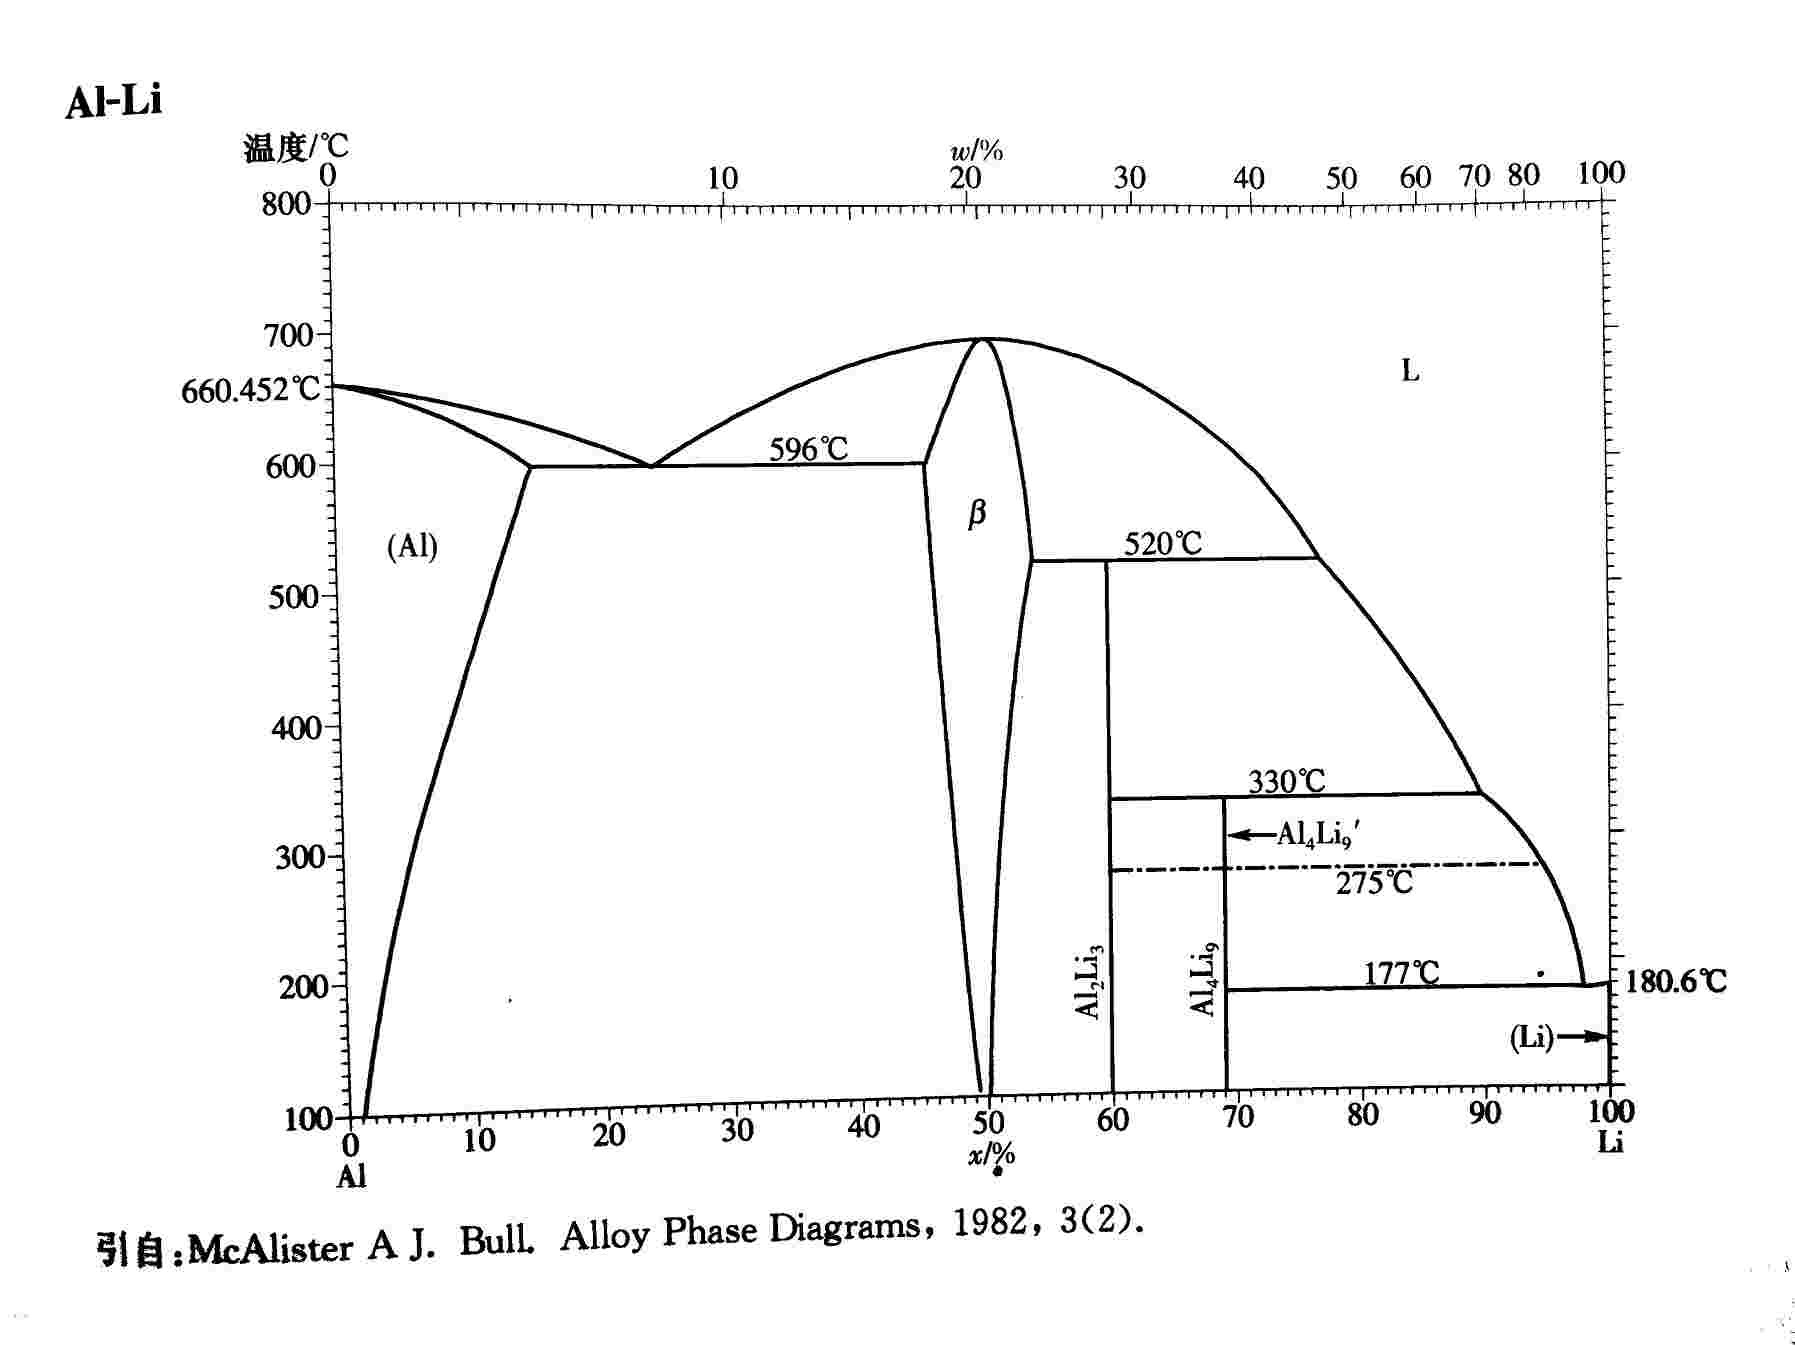 Al-Li
温度/℃
w/%
0 10 20 30 40 50 60 70 80 100
800
700
L
660.452℃
596℃
600
β
(Al)
520℃
500
400
330℃
Al₄Li₉′
300
275℃
Al₂Li₃
Al₄Li₉
177℃
200
180.6℃
(Li)
100
0 10 20 30 40 50 60 70 80 90 100
Al
x/%
Li
引自:McAlister A J. Bull. Alloy Phase Diagrams, 1982, 3(2).